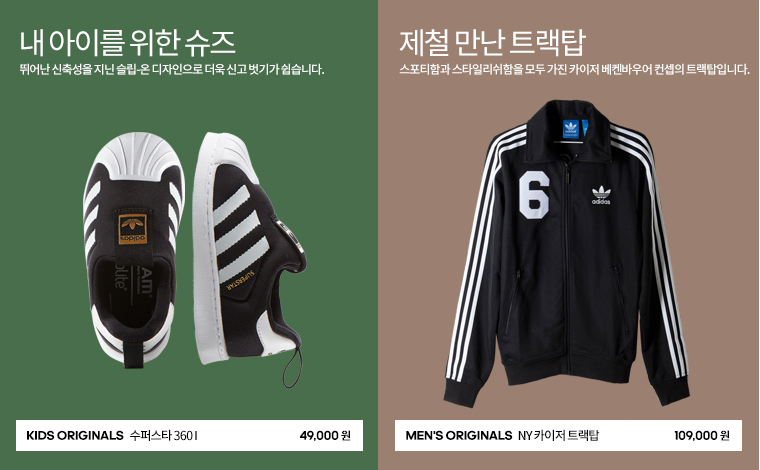 내 아이를 위한 슈즈
뛰어난 신축성을 지닌 슬립-온 디자인으로 더욱 신고 벗기가 쉽습니다.
adidas
SUPERSTAR
KIDS ORIGINALS 수퍼스타 360 I 49,000 원
제철 만난 트랙탑
스포티함과 스타일리쉬함을 모두 가진 카이저 베켄바우어 컨셉의 트랙탑입니다.
6
adidas
MEN'S ORIGINALS NY 카이저 트랙탑 109,000 원